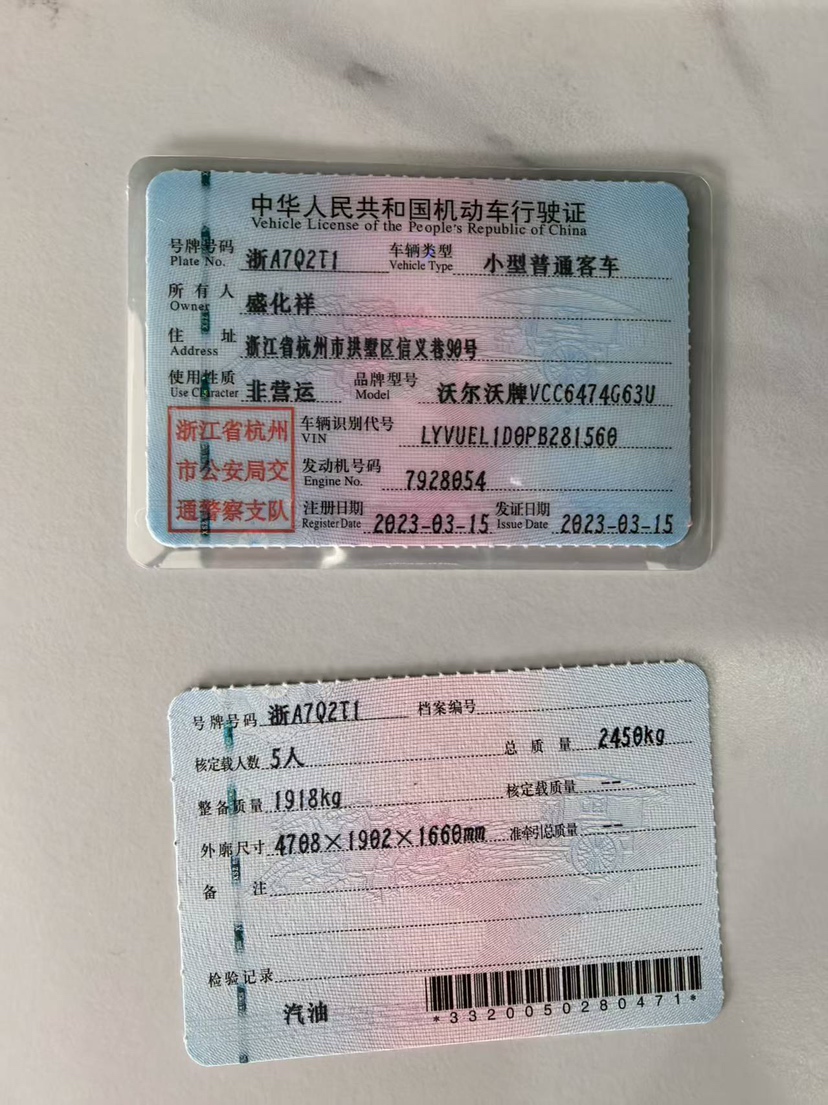 中华人民共和国机动车行驶证
Vehicle License of the People's Republic of China
号牌号码 Plate No. 浙A7Q2T1 车辆类型 Vehicle Type 小型普通客车
所有人 Owner 盛化祥
住址 Address 浙江省杭州市拱墅区信义巷90号
使用性质 Use Character 非营运 品牌型号 Model 沃尔沃牌VCC6474G63U
浙江省杭州
市公安局交
通警察支队
车辆识别代号 VIN LYVUEL1D0PB281560
发动机号码 Engine No. 7928054
注册日期 Register Date 2023-03-15 发证日期 Issue Date 2023-03-15
号牌号码 浙A7Q2T1 档案编号
核定载人数 5人 总质量 2450kg
整备质量 1918kg 核定载质量 --
外廓尺寸 4708×1902×1660mm 准牵引总质量 --
备注
检验记录
汽油
*3320050280471*